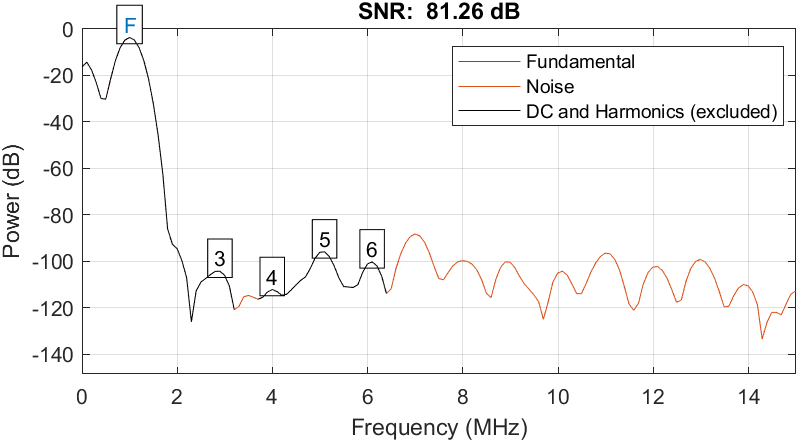 SNR: 81.26 dB
F
3
4
5
6
Fundamental
Noise
DC and Harmonics (excluded)
Power (dB)
0
-20
-40
-60
-80
-100
-120
-140
0 2 4 6 8 10 12 14
Frequency (MHz)